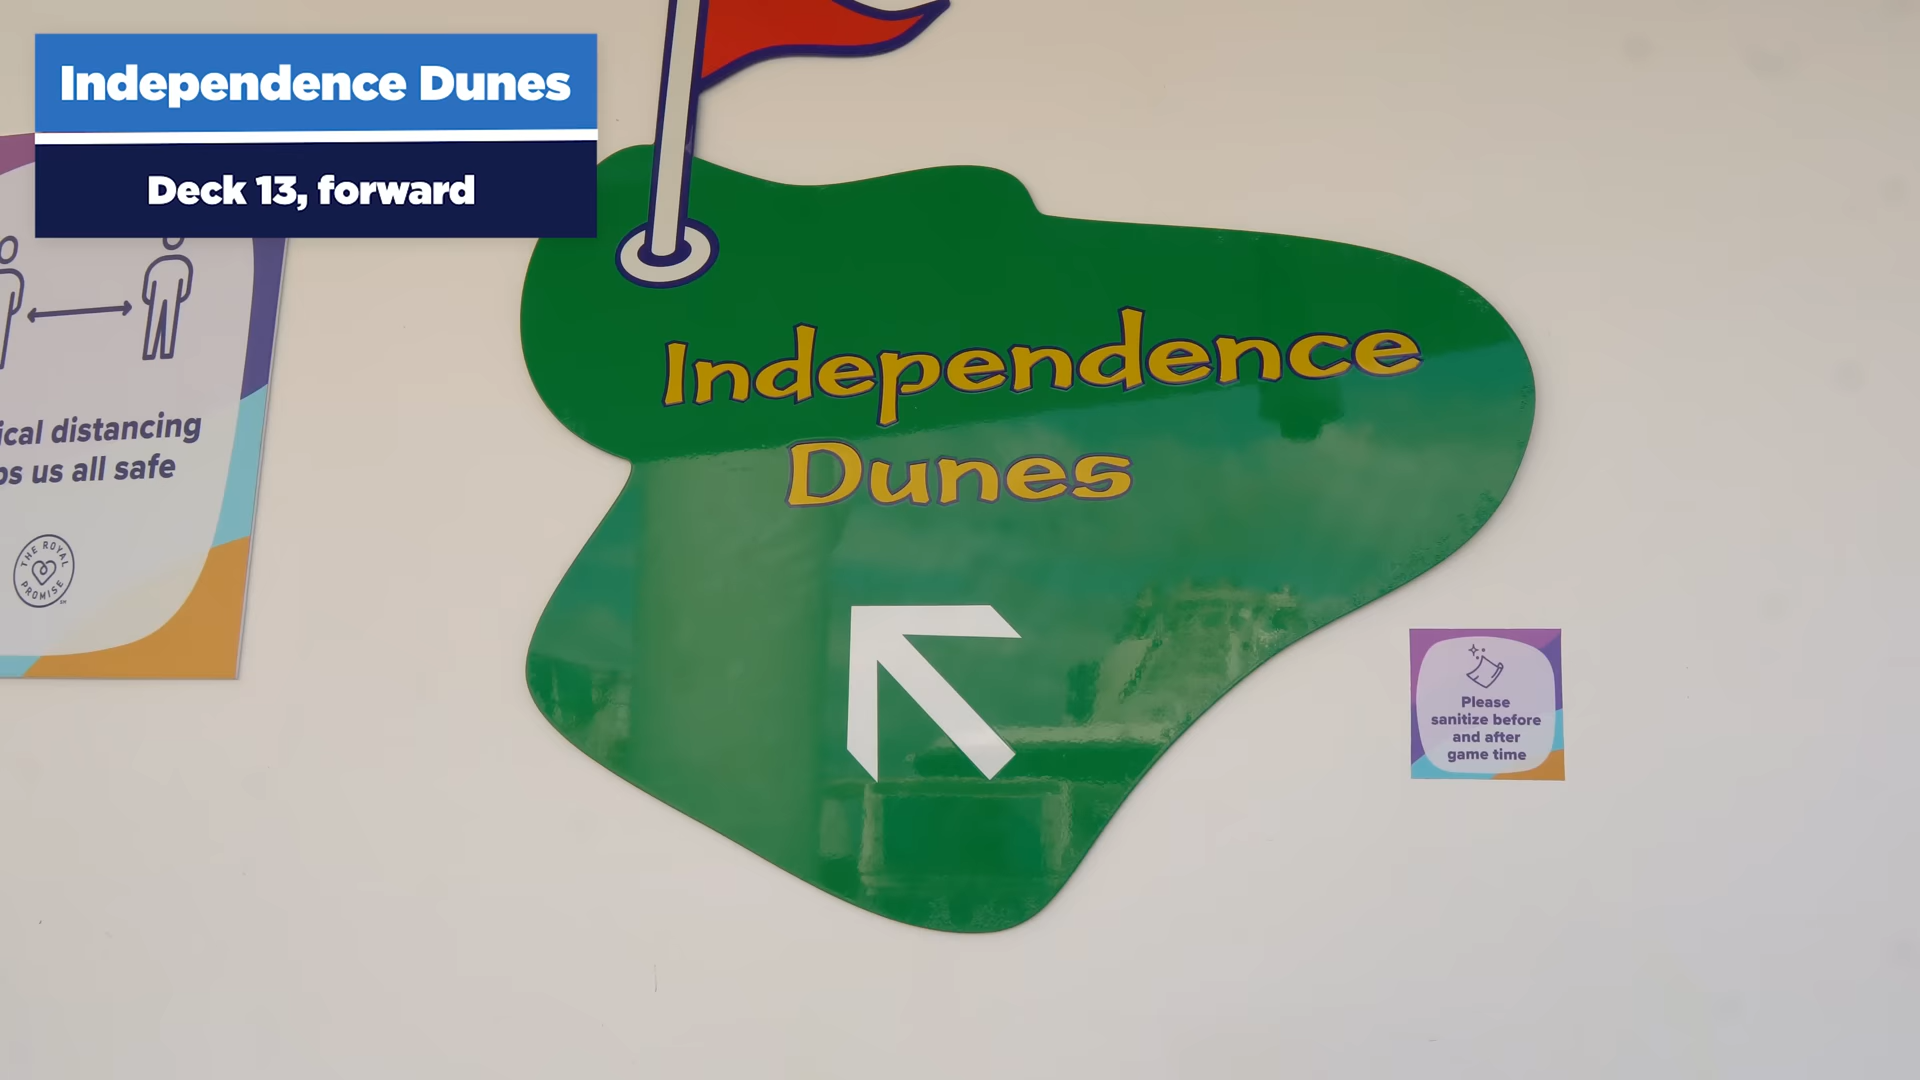 Independence Dunes
Deck 13, forward
Independence
Dunes
ical distancing
ps us all safe
THE ROYAL
PROMISE
SM
Please
sanitize before
and after
game time